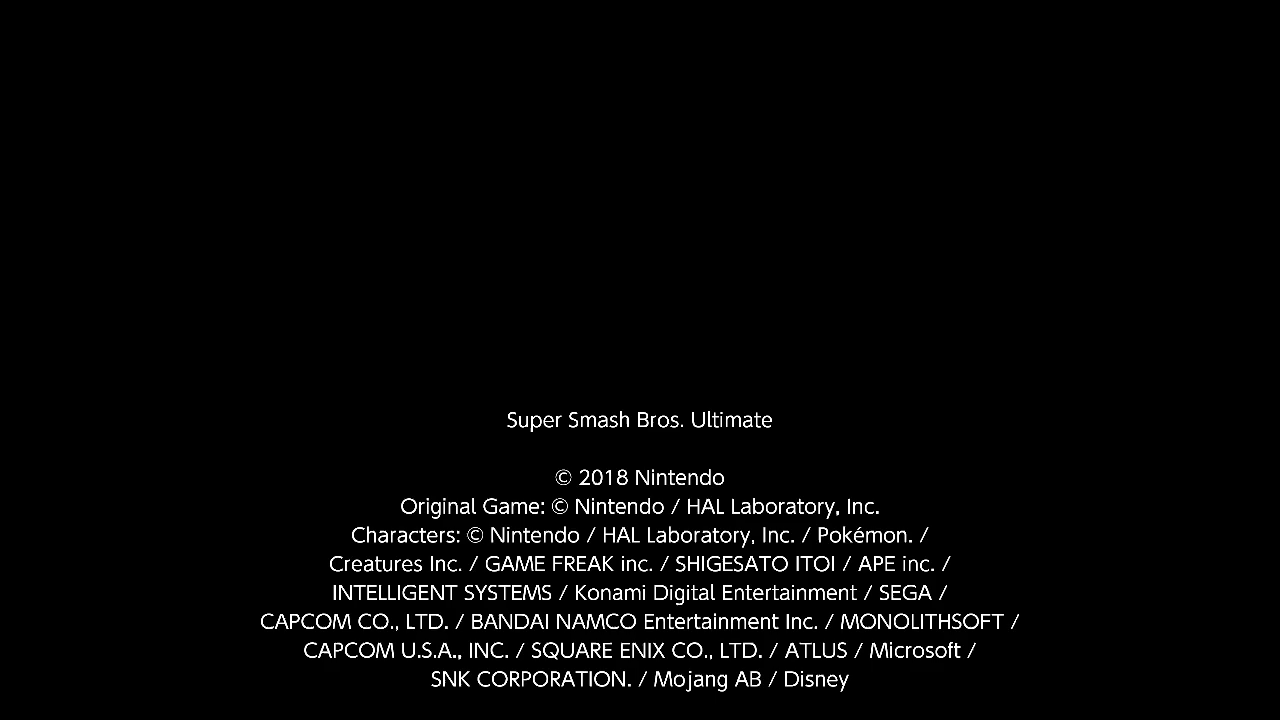 Super Smash Bros. Ultimate
© 2018 Nintendo
Original Game: © Nintendo / HAL Laboratory, Inc.
Characters: © Nintendo / HAL Laboratory, Inc. / Pokémon. /
Creatures Inc. / GAME FREAK inc. / SHIGESATO ITOI / APE inc. /
INTELLIGENT SYSTEMS / Konami Digital Entertainment / SEGA /
CAPCOM CO., LTD. / BANDAI NAMCO Entertainment Inc. / MONOLITHSOFT /
CAPCOM U.S.A., INC. / SQUARE ENIX CO., LTD. / ATLUS / Microsoft /
SNK CORPORATION. / Mojang AB / Disney